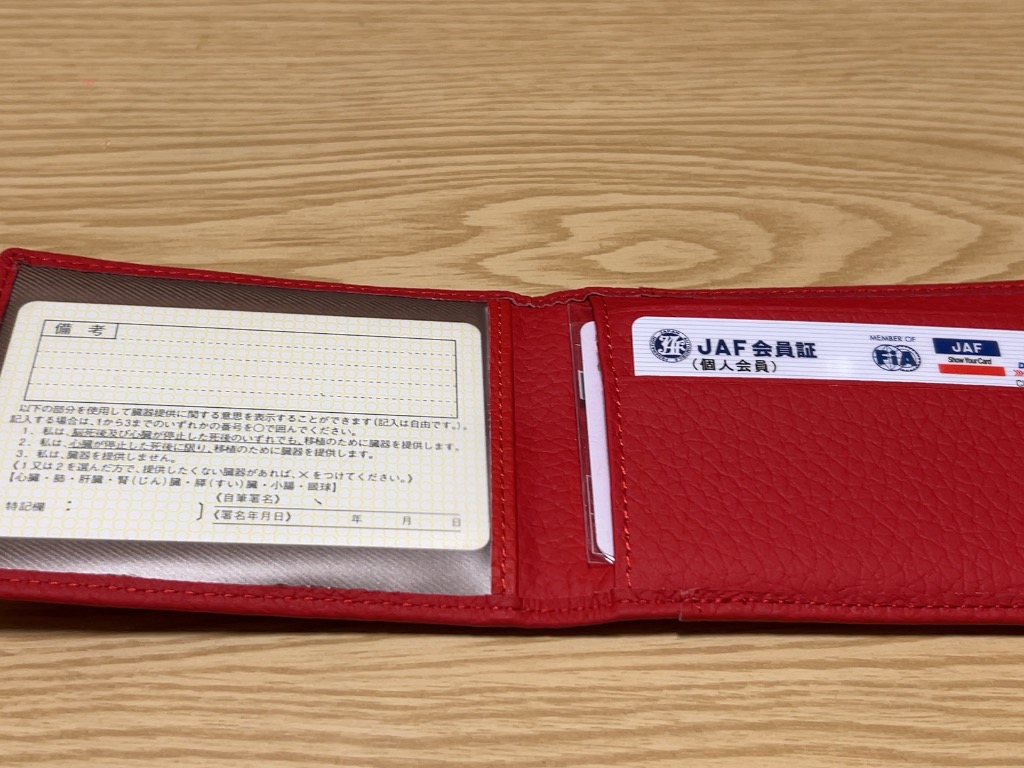 備考
以下の部分を使用して臓器提供に関する意思を表示することができます(記入は自由です。)。
記入する場合は、1から3までのいずれかの番号を○で囲んでください。
1. 私は、脳死後及び心臓が停止した死後のいずれでも、移植のために臓器を提供します。
2. 私は、心臓が停止した死後に限り、移植のために臓器を提供します。
3. 私は、臓器を提供しません。
《1又は2を選んだ方で、提供したくない臓器があれば、×をつけてください。》
【心臓・肺・肝臓・腎(じん)臓・膵(すい)臓・小腸・眼球】
特記欄:
《自筆署名》
《署名年月日》 年 月 日
JAF 会員証
(個人会員)
MEMBER OF
FiA
JAF
Show Your Card